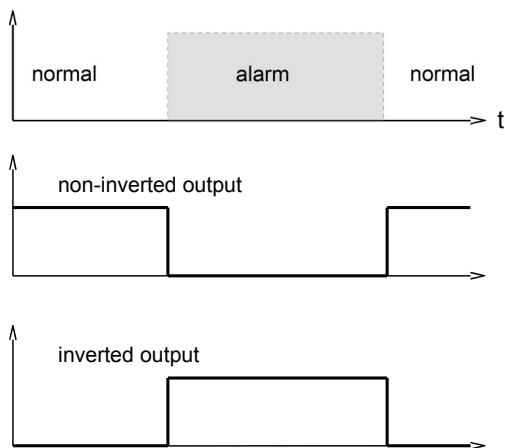 normal alarm normal
t
non-inverted output
inverted output